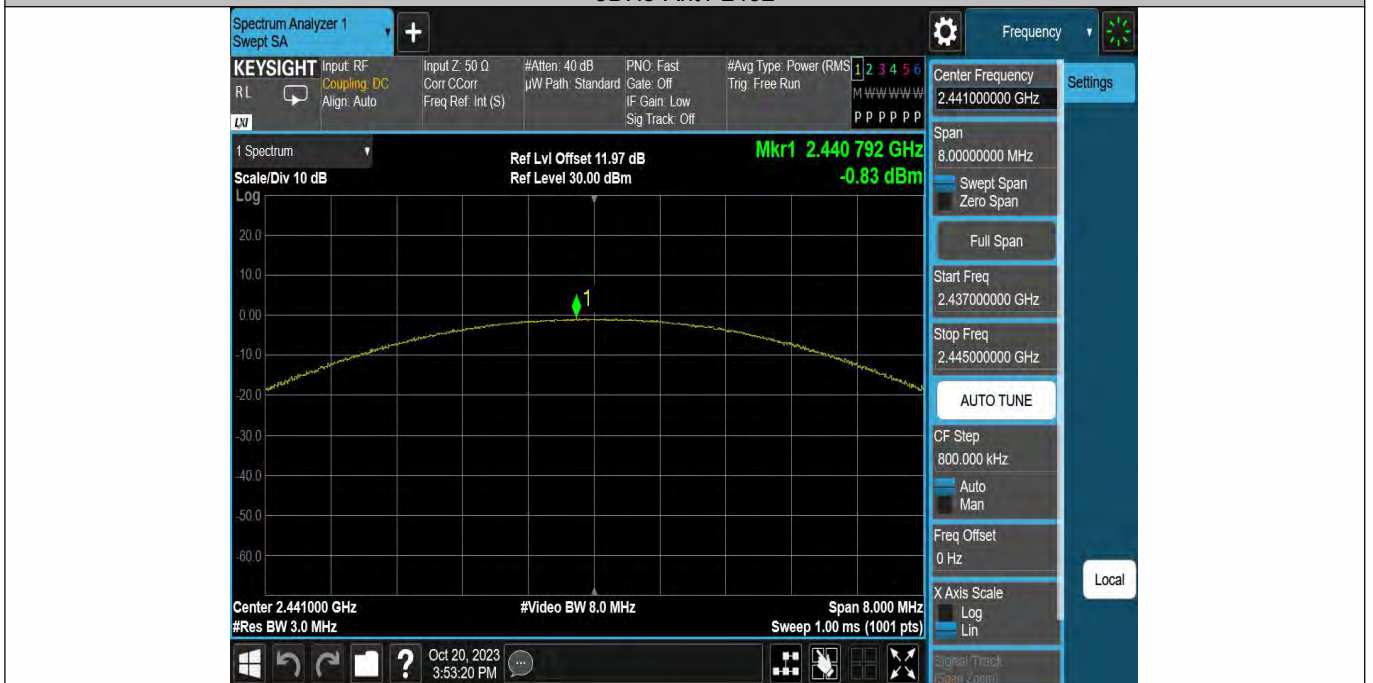 Spectrum Analyzer 1
Swept SA
+
Frequency
KEYSIGHT
RL
LXI
Input: RF
Coupling: DC
Align: Auto
Input Z: 50 Ω
Corr CCorr
Freq Ref: Int (S)
#Atten: 40 dB
µW Path: Standard
PNO: Fast
Gate: Off
IF Gain: Low
Sig Track: Off
#Avg Type: Power (RMS
Trig: Free Run
1 2 3 4 5 6
M W W W W W
P P P P P P
1 Spectrum
Scale/Div 10 dB
Log
Ref Lvl Offset 11.97 dB
Ref Level 30.00 dBm
Mkr1 2.440 792 GHz
-0.83 dBm
20.0
10.0
0.00
-10.0
-20.0
-30.0
-40.0
-50.0
-60.0
1
Center 2.441000 GHz
#Res BW 3.0 MHz
#Video BW 8.0 MHz
Span 8.000 MHz
Sweep 1.00 ms (1001 pts)
Center Frequency
2.441000000 GHz
Settings
Span
8.00000000 MHz
Swept Span
Zero Span
Full Span
Start Freq
2.437000000 GHz
Stop Freq
2.445000000 GHz
AUTO TUNE
CF Step
800.000 kHz
Auto
Man
Freq Offset
0 Hz
X Axis Scale
Log
Lin
Signal Track
(Span Zoom)
Local
?
Oct 20, 2023
3:53:20 PM